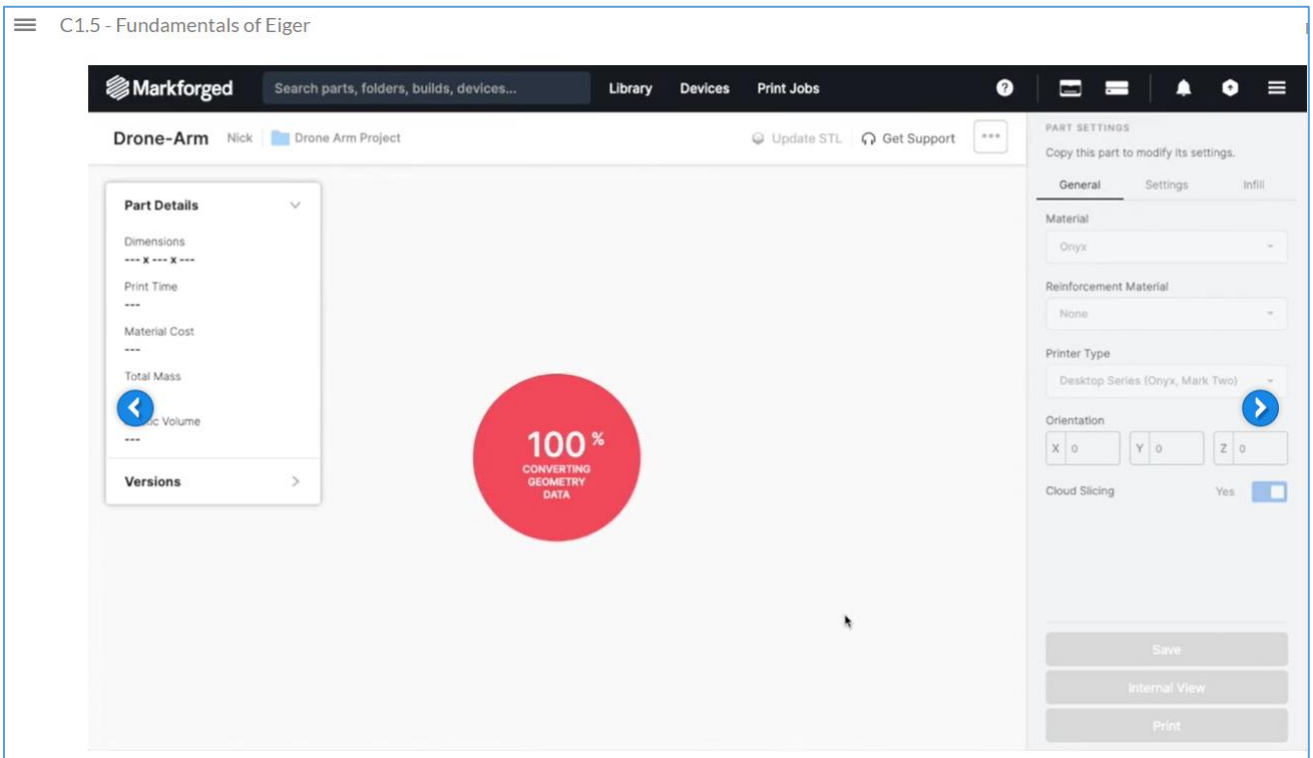 C1.5 - Fundamentals of Eiger
Markforged Search parts, folders, builds, devices... Library Devices Print Jobs
Drone-Arm Nick Drone Arm Project Update STL Get Support
Part Details
Dimensions
--- x --- x ---
Print Time
---
Material Cost
---
Total Mass
Volume
---
Versions
100 %
CONVERTING
GEOMETRY
DATA
PART SETTINGS
Copy this part to modify its settings.
General Settings Infill
Material
Onyx
Reinforcement Material
None
Printer Type
Desktop Series (Onyx, Mark Two)
Orientation
X 0 Y 0 Z 0
Cloud Slicing Yes
Save
Internal View
Print